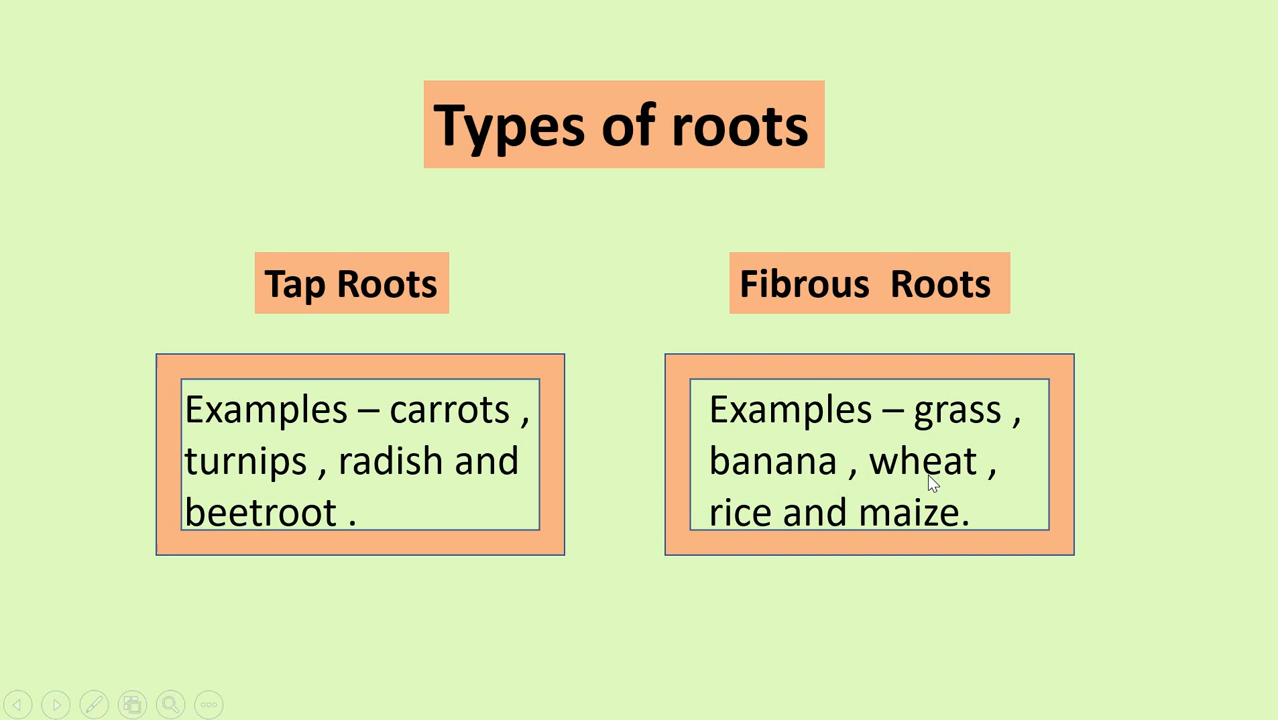 Types of roots
Tap Roots
Fibrous Roots
Examples – carrots ,
turnips , radish and
beetroot .
Examples – grass ,
banana , wheat ,
rice and maize.